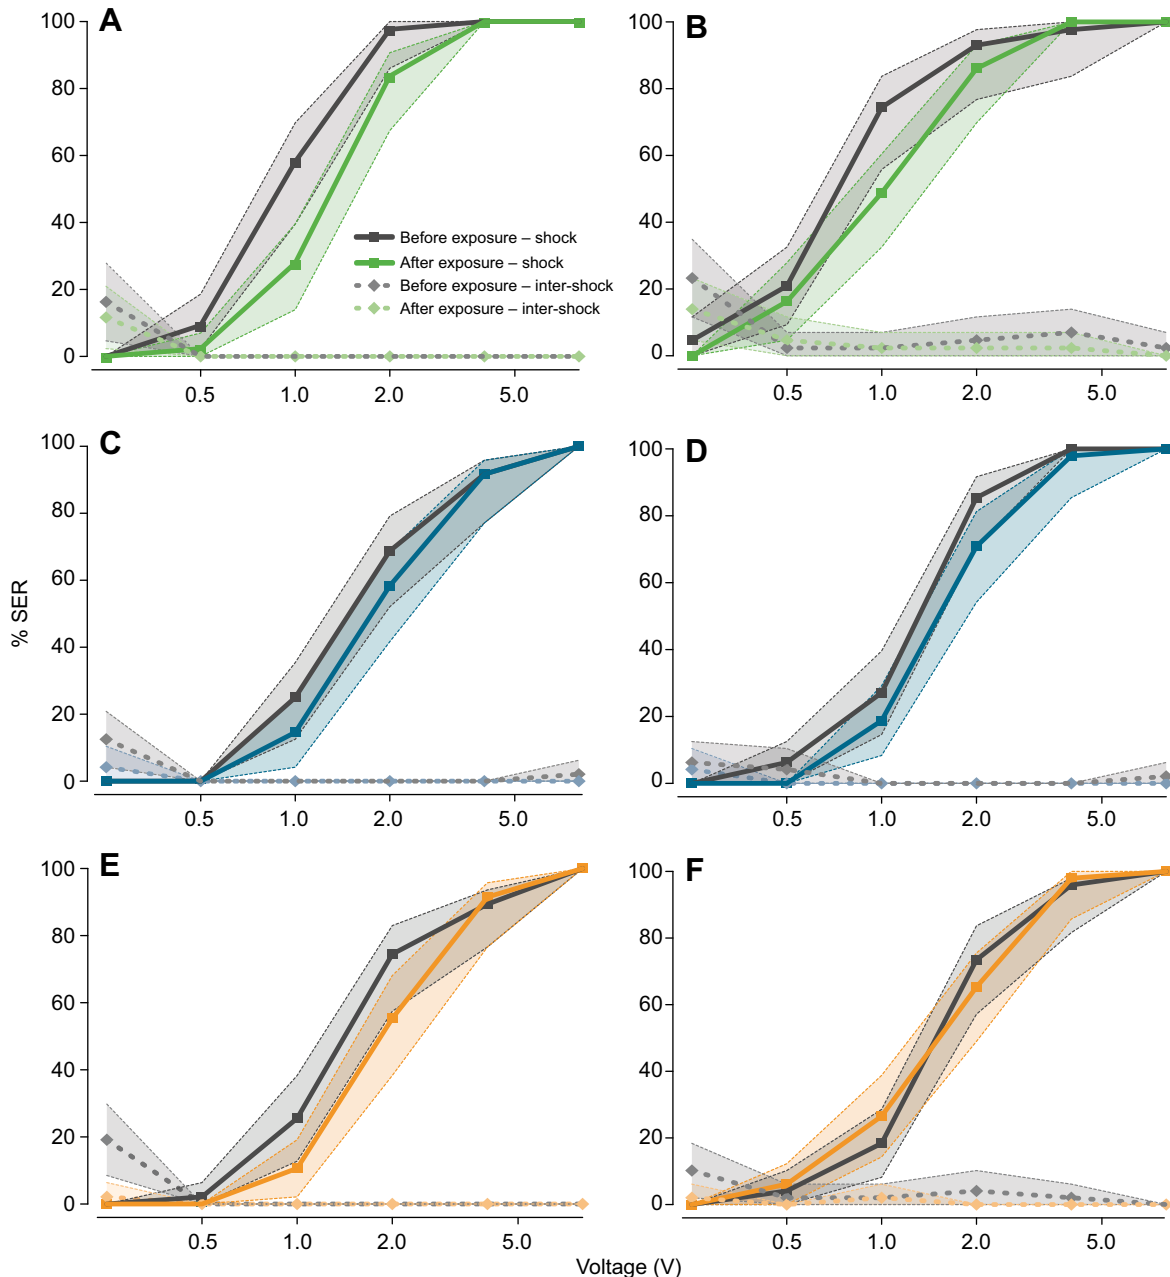 A
100
80
60
40
20
0
0.5 1.0 2.0 5.0
Before exposure – shock
After exposure – shock
Before exposure – inter-shock
After exposure – inter-shock
B
100
80
60
40
20
0
0.5 1.0 2.0 5.0
% SER
C
100
80
60
40
20
0
0.5 1.0 2.0 5.0
D
100
80
60
40
20
0
0.5 1.0 2.0 5.0
E
100
80
60
40
20
0
0.5 1.0 2.0 5.0
F
100
80
60
40
20
0
0.5 1.0 2.0 5.0
Voltage (V)